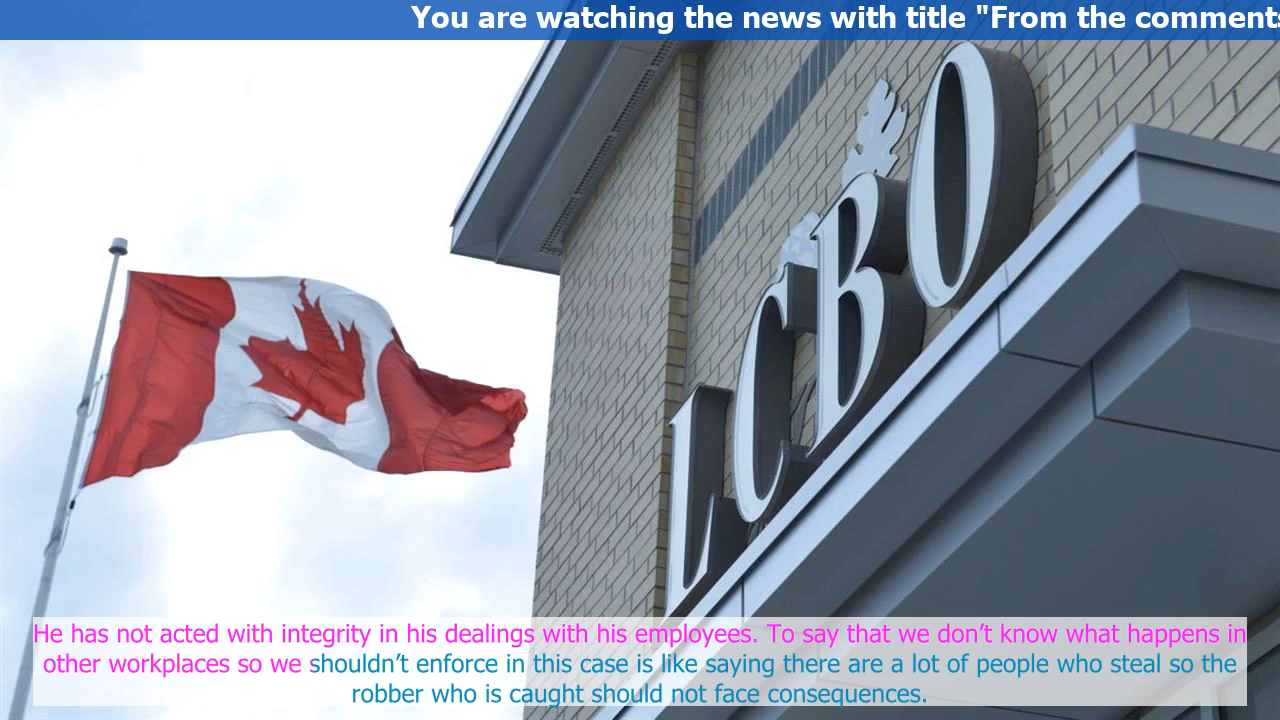 You are watching the news with title "From the comments
LCBO
He has not acted with integrity in his dealings with his employees. To say that we don’t know what happens in
other workplaces so we shouldn’t enforce in this case is like saying there are a lot of people who steal so the
robber who is caught should not face consequences.